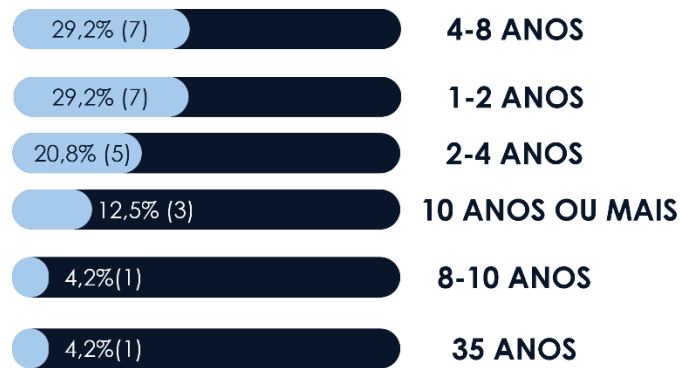 29,2% (7) 4-8 ANOS
29,2% (7) 1-2 ANOS
20,8% (5) 2-4 ANOS
12,5% (3) 10 ANOS OU MAIS
4,2%(1) 8-10 ANOS
4,2%(1) 35 ANOS